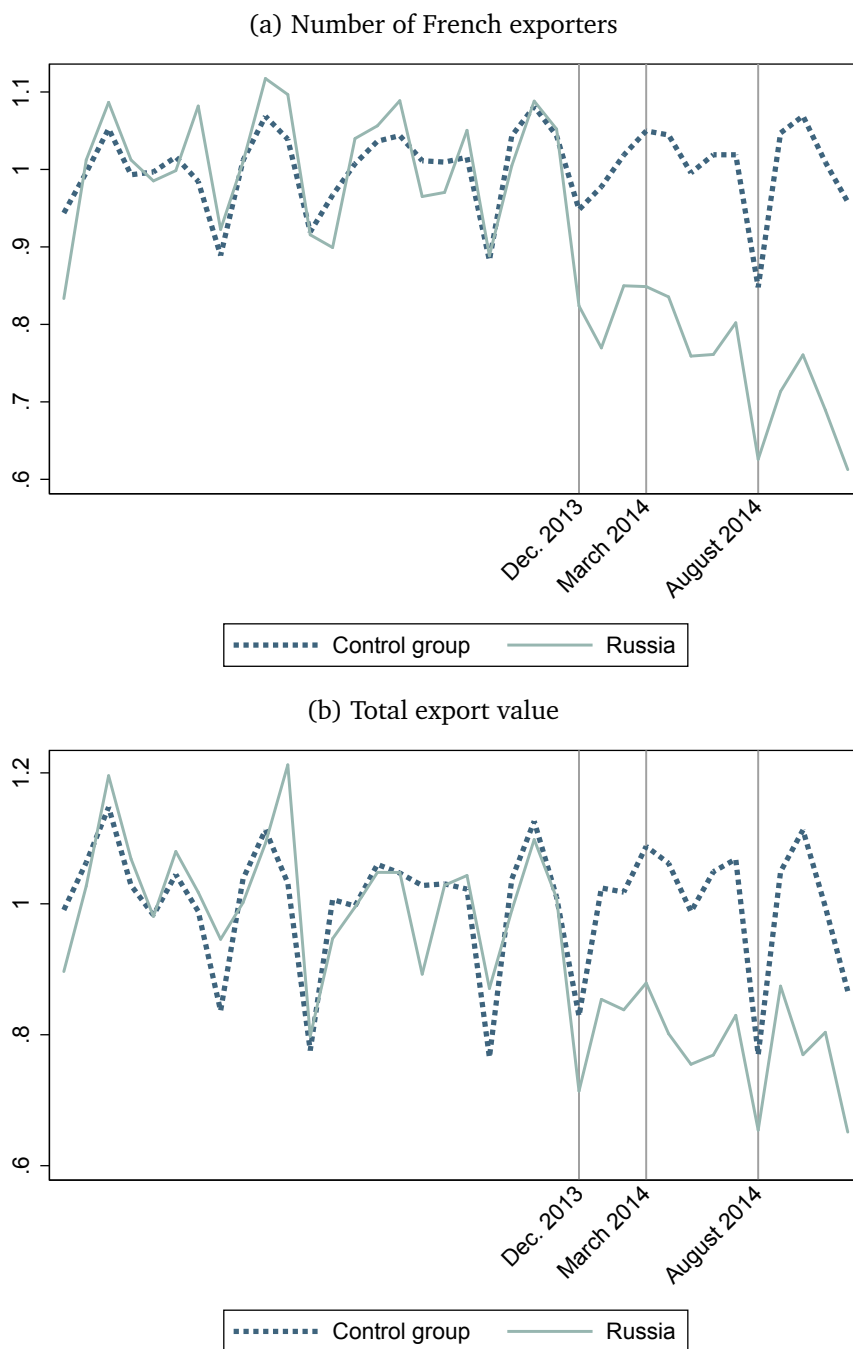 (a) Number of French exporters
1.1
1
.9
.8
.7
.6
Dec. 2013
March 2014
August 2014
Control group Russia
(b) Total export value
1.2
1
.8
.6
Dec. 2013
March 2014
August 2014
Control group Russia